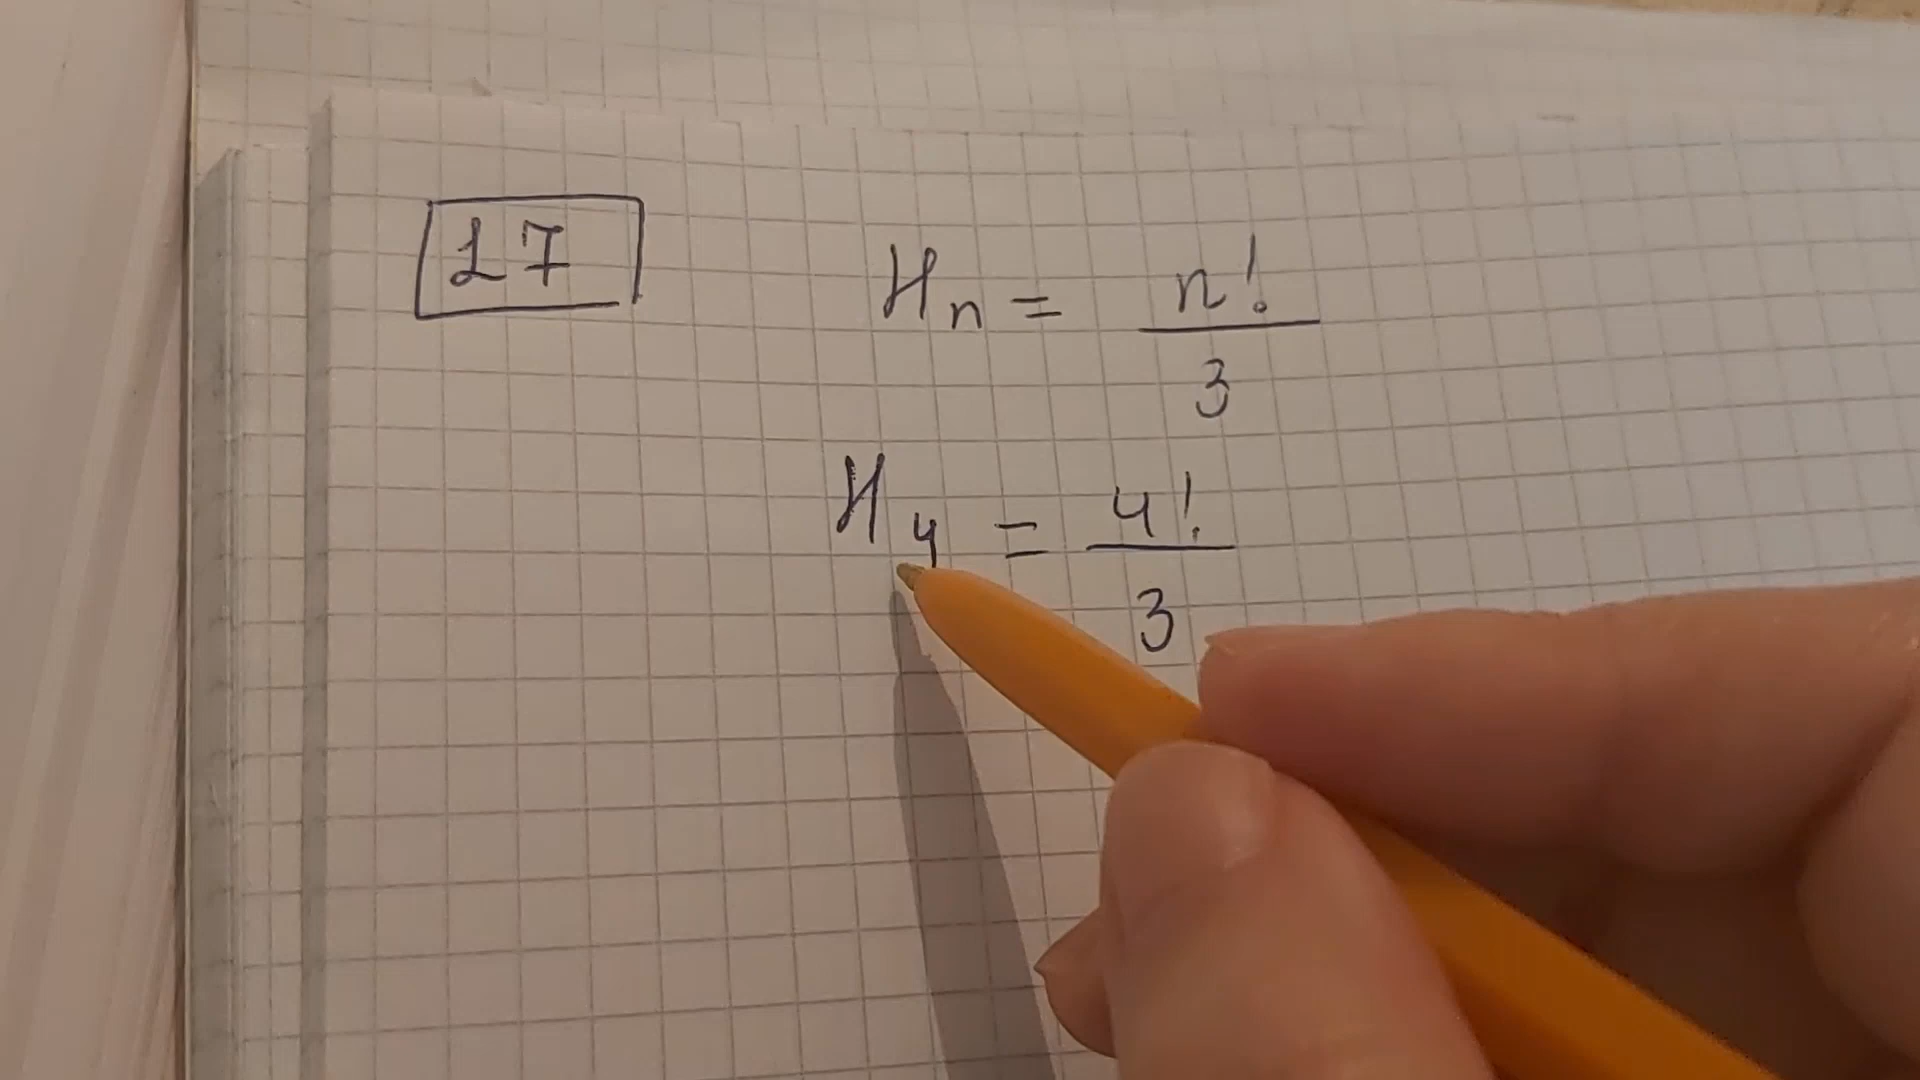 17
Hn = n! / 3
H4 = 4! / 3